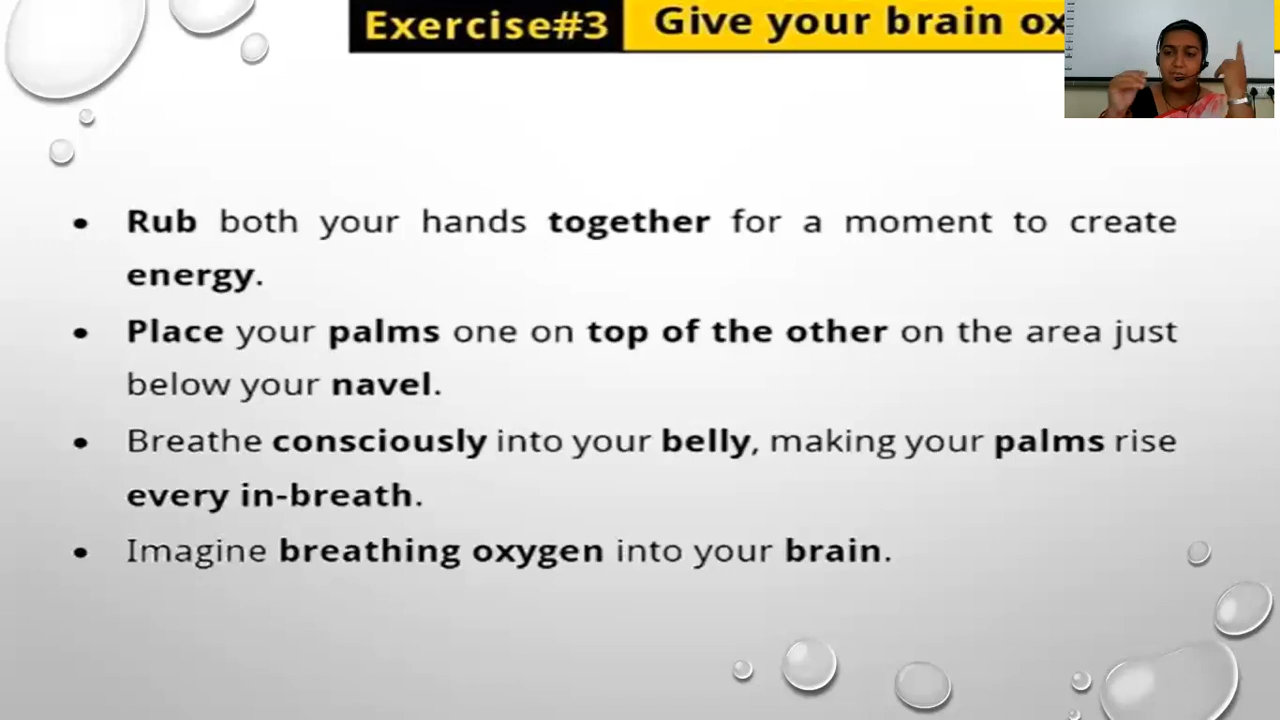 Exercise#3 Give your brain
Rub both your hands together for a moment to create
energy.
Place your palms one on top of the other on the area just
below your navel.
Breathe consciously into your belly, making your palms rise
every in-breath.
Imagine breathing oxygen into your brain.